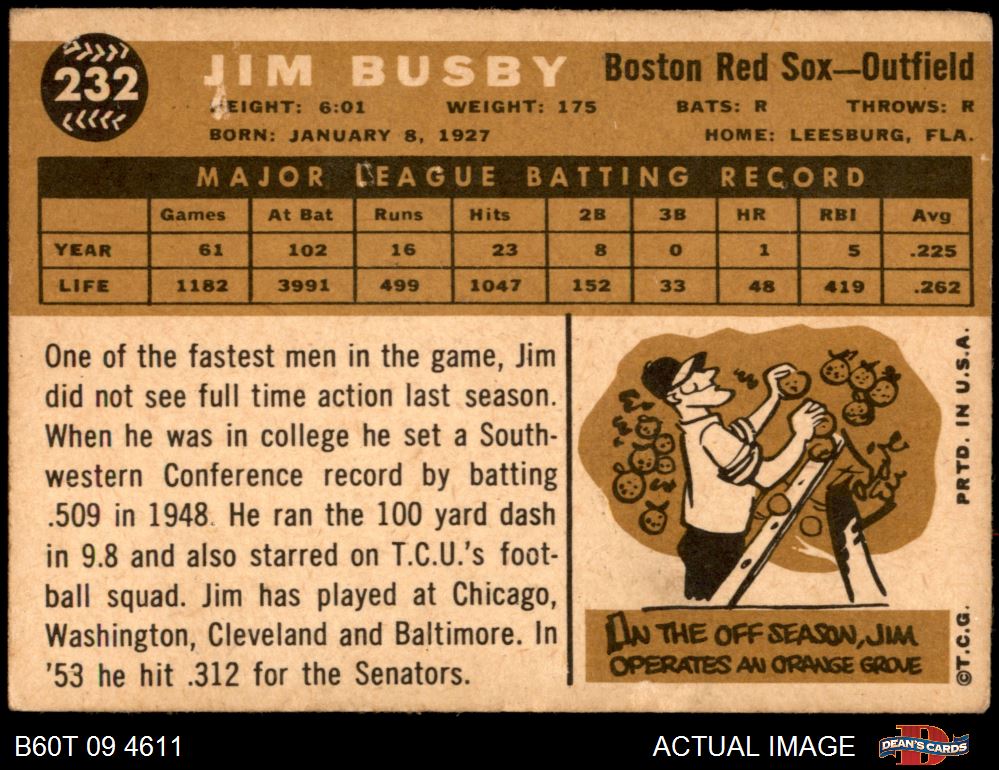 232
JIM BUSBY
Boston Red Sox—Outfield
HEIGHT: 6:01 WEIGHT: 175 BATS: R THROWS: R
BORN: JANUARY 8, 1927 HOME: LEESBURG, FLA.
MAJOR LEAGUE BATTING RECORD
Games At Bat Runs Hits 2B 3B HR RBI Avg
YEAR 61 102 16 23 8 0 1 5 .225
LIFE 1182 3991 499 1047 152 33 48 419 .262
One of the fastest men in the game, Jim
did not see full time action last season.
When he was in college he set a South-
western Conference record by batting
.509 in 1948. He ran the 100 yard dash
in 9.8 and also starred on T.C.U.'s foot-
ball squad. Jim has played at Chicago,
Washington, Cleveland and Baltimore. In
'53 he hit .312 for the Senators.
IN THE OFF SEASON, JIM
OPERATES AN ORANGE GROVE
©T.C.G. PRTD. IN U.S.A.
B60T 09 4611
ACTUAL IMAGE
DEAN'S CARDS